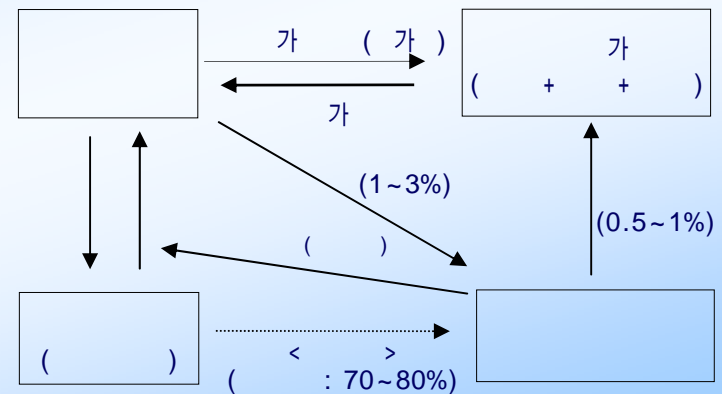 가 ( 가 )
가
( + + )
가
(1~3%)
(0.5~1%)
( )
( )
< >
( : 70~80%)